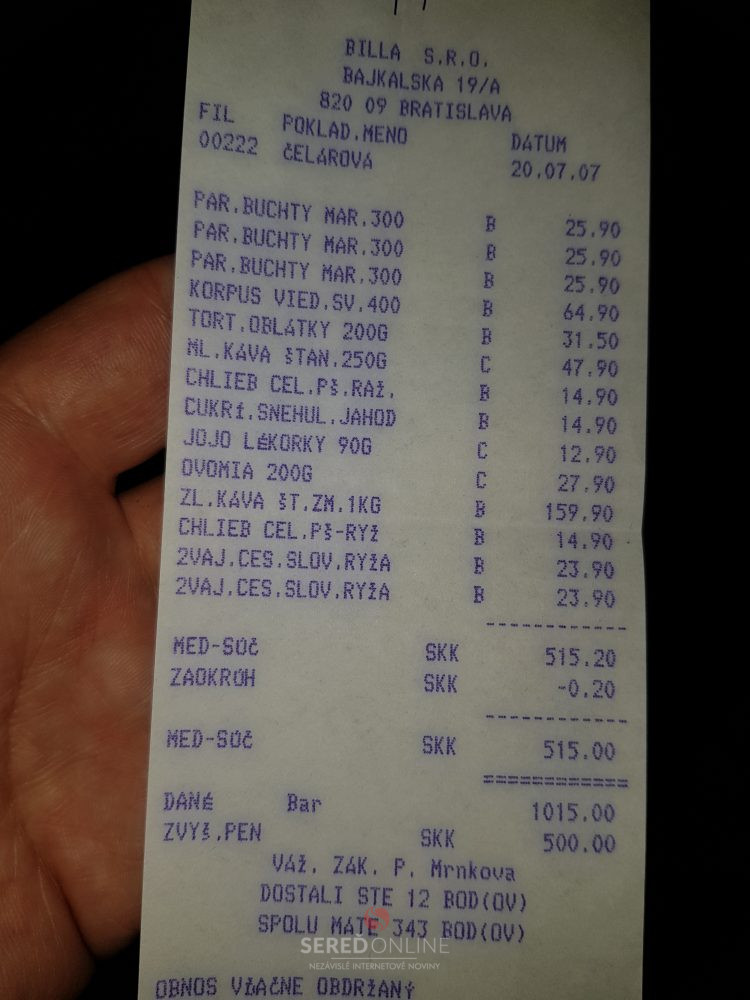 BILLA S.R.O.
BAJKALSKA 19/A
820 09 BRATISLAVA
FIL POKLAD.MENO DÁTUM
00222 ČELÁROVÁ 20.07.07
PAR.BUCHTY MAR.300 B 25.90
PAR.BUCHTY MAR.300 B 25.90
PAR.BUCHTY MAR.300 B 25.90
KORPUS VIED.SV.400 B 64.90
TORT.OBLÁTKY 200G B 31.50
ML.KÁVA ŠTAN.250G C 47.90
CHLIEB CEL.PŠ.RAŽ. B 14.90
CUKRÍ.SNEHUL.JAHOD B 14.90
JOJO LÉKORKY 90G C 12.90
OVOMIA 200G C 27.90
ZL.KÁVA ŠT.ZM.1KG B 159.90
CHLIEB CEL.PŠ-RYŽ B 14.90
2VAJ.CES.SLOV.RYŽA B 23.90
2VAJ.CES.SLOV.RYŽA B 23.90
MED-SÚČ SKK 515.20
ZAOKRÚH SKK -0.20
MED-SÚČ SKK 515.00
DANÉ Bar 1015.00
ZVYŠ.PEN SKK 500.00
VÁŽ. ZÁK. P. Mrnkova
DOSTALI STE 12 BOD(OV)
SPOLU MÁTE 343 BOD(OV)
SEREĎONLINE
NEZÁVISLÉ INTERNETOVÉ NOVINY
OBNOS VĎAČNE OBDRŽANÝ